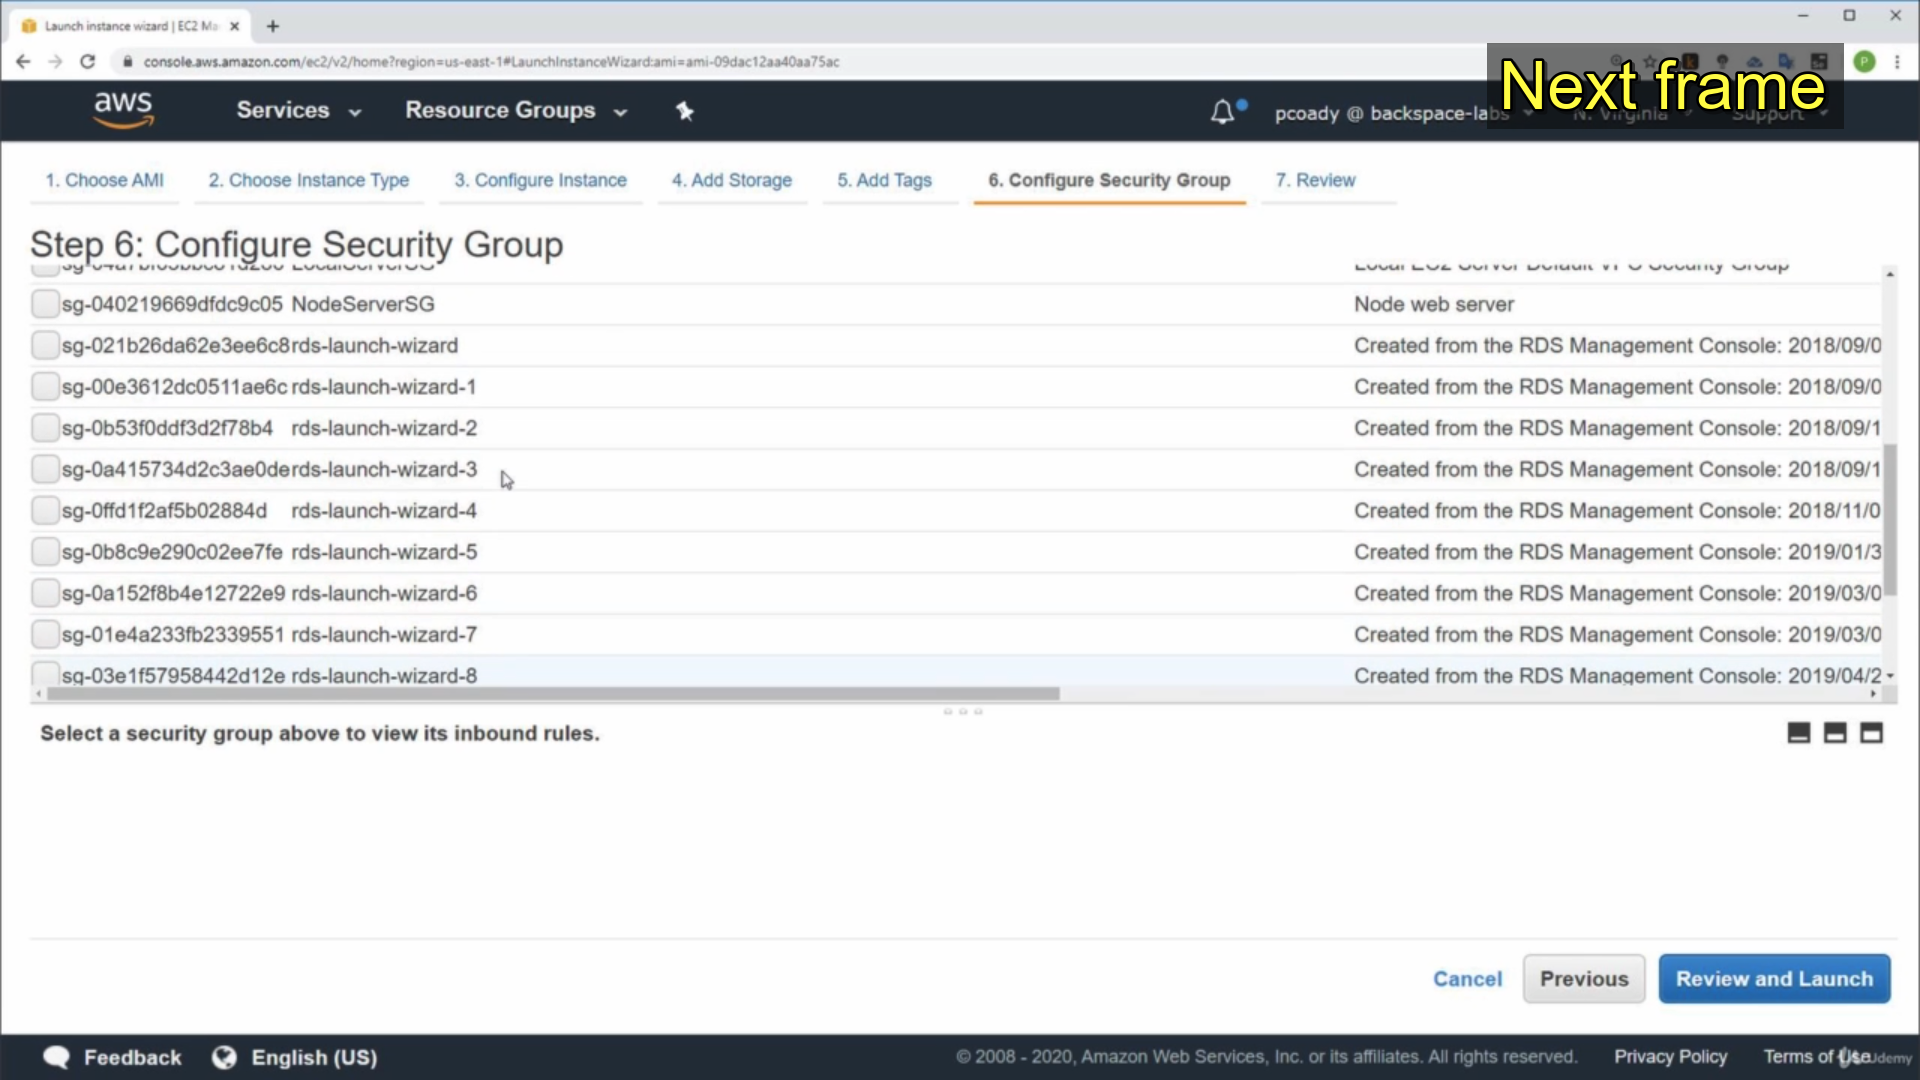 Launch instance wizard | EC2 Ma
console.aws.amazon.com/ec2/v2/home?region=us-east-1#LaunchInstanceWizard:ami=ami-09dac12aa40aa75ac
P
Next frame
aws
Services
Resource Groups
pcoady @ backspace-labs
N. Virginia
Support
1. Choose AMI
2. Choose Instance Type
3. Configure Instance
4. Add Storage
5. Add Tags
6. Configure Security Group
7. Review
Step 6: Configure Security Group
LocalServerSG Local EC2 Server Default VPC Security Group
sg-040219669dfdc9c05 NodeServerSG Node web server
sg-021b26da62e3ee6c8 rds-launch-wizard Created from the RDS Management Console: 2018/09/0
sg-00e3612dc0511ae6c rds-launch-wizard-1 Created from the RDS Management Console: 2018/09/0
sg-0b53f0ddf3d2f78b4 rds-launch-wizard-2 Created from the RDS Management Console: 2018/09/1
sg-0a415734d2c3ae0de rds-launch-wizard-3 Created from the RDS Management Console: 2018/09/1
sg-0ffd1f2af5b02884d rds-launch-wizard-4 Created from the RDS Management Console: 2018/11/0
sg-0b8c9e290c02ee7fe rds-launch-wizard-5 Created from the RDS Management Console: 2019/01/3
sg-0a152f8b4e12722e9 rds-launch-wizard-6 Created from the RDS Management Console: 2019/03/0
sg-01e4a233fb2339551 rds-launch-wizard-7 Created from the RDS Management Console: 2019/03/0
sg-03e1f57958442d12e rds-launch-wizard-8 Created from the RDS Management Console: 2019/04/2
Select a security group above to view its inbound rules.
Cancel
Previous
Review and Launch
Feedback
English (US)
© 2008 - 2020, Amazon Web Services, Inc. or its affiliates. All rights reserved.
Privacy Policy
Terms of Use
Udemy